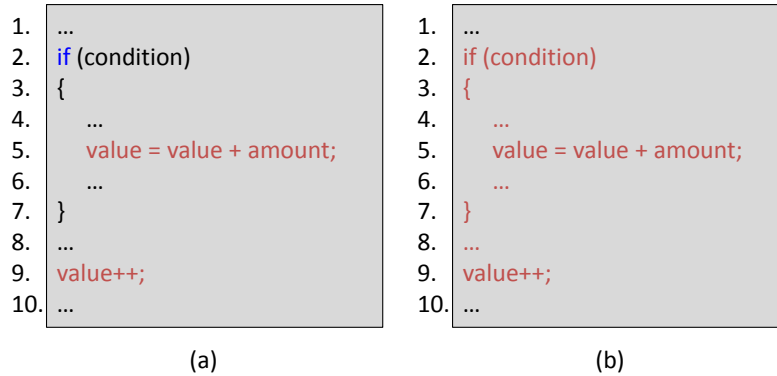 1. ...
2. if (condition)
3. {
4. ...
5. value = value + amount;
6. ...
7. }
8. ...
9. value++;
10. ...
(a)
1. ...
2. if (condition)
3. {
4. ...
5. value = value + amount;
6. ...
7. }
8. ...
9. value++;
10. ...
(b)